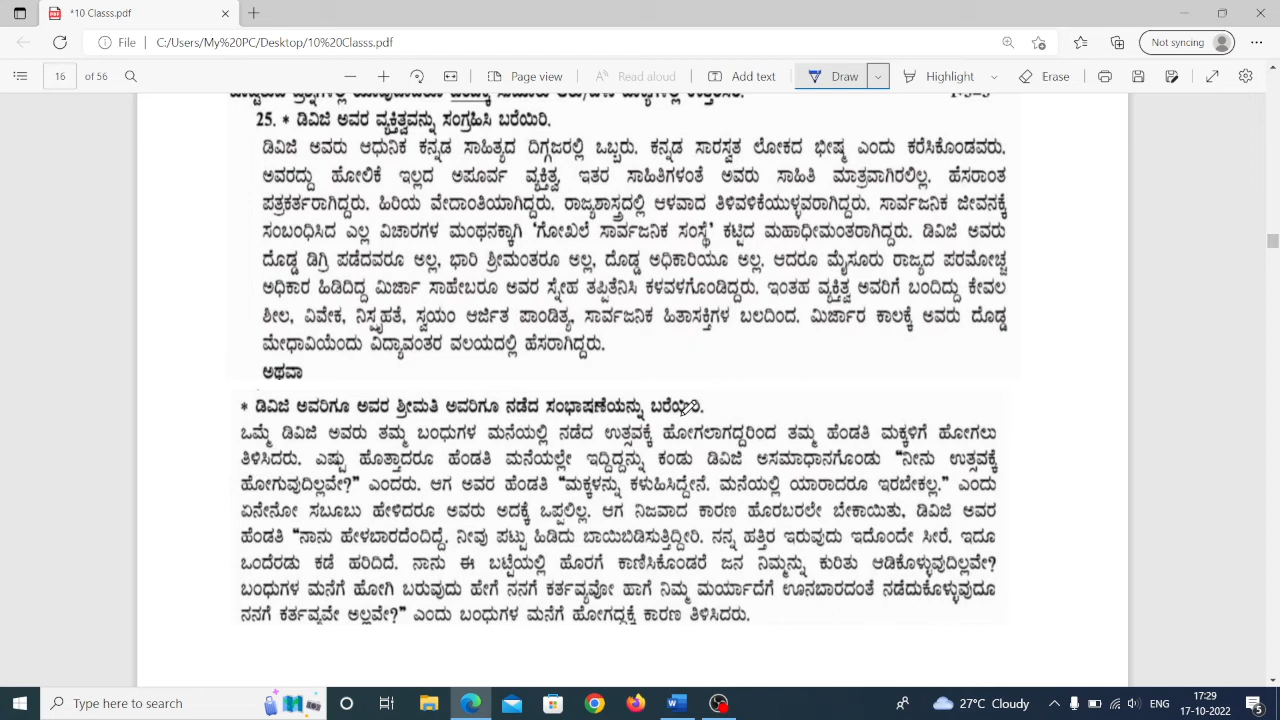 *10 Classs.pdf
File C:/Users/My%20PC/Desktop/10%20Classs.pdf Not syncing
16 of 56 Page view Read aloud Add text Draw Highlight Erase
25. * ಡಿವಿಜಿ ಅವರ ವ್ಯಕ್ತಿತ್ವವನ್ನು ಸಂಗ್ರಹಿಸಿ ಬರೆಯಿರಿ.
ಡಿವಿಜಿ ಅವರು ಆಧುನಿಕ ಕನ್ನಡ ಸಾಹಿತ್ಯದ ದಿಗ್ಗಜರಲ್ಲಿ ಒಬ್ಬರು. ಕನ್ನಡ ಸಾರಸ್ವತ ಲೋಕದ ಭೀಷ್ಮ ಎಂದು ಕರೆಸಿಕೊಂಡವರು.
ಅವರದ್ದು ಹೋಲಿಕೆ ಇಲ್ಲದ ಅಪೂರ್ವ ವ್ಯಕ್ತಿತ್ವ. ಇತರ ಸಾಹಿತಿಗಳಂತೆ ಅವರು ಸಾಹಿತಿ ಮಾತ್ರವಾಗಿರಲಿಲ್ಲ. ಹೆಸರಾಂತ
ಪತ್ರಕರ್ತರಾಗಿದ್ದರು. ಹಿರಿಯ ವೇದಾಂತಿಯಾಗಿದ್ದರು. ರಾಜ್ಯಶಾಸ್ತ್ರದಲ್ಲಿ ಆಳವಾದ ತಿಳಿವಳಿಕೆಯುಳ್ಳವರಾಗಿದ್ದರು. ಸಾರ್ವಜನಿಕ ಜೀವನಕ್ಕೆ
ಸಂಬಂಧಿಸಿದ ಎಲ್ಲ ವಿಚಾರಗಳ ಮಂಥನಕ್ಕಾಗಿ ‘ಗೋಖಲೆ ಸಾರ್ವಜನಿಕ ಸಂಸ್ಥೆ’ ಕಟ್ಟಿದ ಮಹಾಧೀಮಂತರಾಗಿದ್ದರು. ಡಿವಿಜಿ ಅವರು
ದೊಡ್ಡ ಡಿಗ್ರಿ ಪಡೆದವರೂ ಅಲ್ಲ, ಭಾರಿ ಶ್ರೀಮಂತರೂ ಅಲ್ಲ, ದೊಡ್ಡ ಅಧಿಕಾರಿಯೂ ಅಲ್ಲ. ಆದರೂ ಮೈಸೂರು ರಾಜ್ಯದ ಪರಮೋಚ್ಚ
ಅಧಿಕಾರ ಹಿಡಿದಿದ್ದ ಮಿರ್ಜಾ ಸಾಹೇಬರೂ ಅವರ ಸ್ನೇಹ ತಪ್ಪಿತೆನಿಸಿ ಕಳವಳಗೊಂಡಿದ್ದರು. ಇಂತಹ ವ್ಯಕ್ತಿತ್ವ ಅವರಿಗೆ ಬಂದಿದ್ದು ಕೇವಲ
ಶೀಲ, ವಿವೇಕ, ನಿಸ್ಪೃಹತೆ, ಸ್ವಯಂ ಆರ್ಜಿತ ಪಾಂಡಿತ್ಯ, ಸಾರ್ವಜನಿಕ ಹಿತಾಸಕ್ತಿಗಳ ಬಲದಿಂದ. ಮಿರ್ಜಾರ ಕಾಲಕ್ಕೆ ಅವರು ದೊಡ್ಡ
ಮೇಧಾವಿಯೆಂದು ವಿದ್ಯಾವಂತರ ವಲಯದಲ್ಲಿ ಹೆಸರಾಗಿದ್ದರು.
ಅಥವಾ
* ಡಿವಿಜಿ ಅವರಿಗೂ ಅವರ ಶ್ರೀಮತಿ ಅವರಿಗೂ ನಡೆದ ಸಂಭಾಷಣೆಯನ್ನು ಬರೆಯಿರಿ.
ಒಮ್ಮೆ ಡಿವಿಜಿ ಅವರು ತಮ್ಮ ಬಂಧುಗಳ ಮನೆಯಲ್ಲಿ ನಡೆದ ಉತ್ಸವಕ್ಕೆ ಹೋಗಲಾಗದ್ದರಿಂದ ತಮ್ಮ ಹೆಂಡತಿ ಮಕ್ಕಳಿಗೆ ಹೋಗಲು
ತಿಳಿಸಿದರು. ಎಷ್ಟು ಹೊತ್ತಾದರೂ ಹೆಂಡತಿ ಮನೆಯಲ್ಲೇ ಇದ್ದಿದ್ದನ್ನು ಕಂಡು ಡಿವಿಜಿ ಅಸಮಾಧಾನಗೊಂಡು “ನೀನು ಉತ್ಸವಕ್ಕೆ
ಹೋಗುವುದಿಲ್ಲವೇ?” ಎಂದರು. ಆಗ ಅವರ ಹೆಂಡತಿ “ಮಕ್ಕಳನ್ನು ಕಳುಹಿಸಿದ್ದೇನೆ. ಮನೆಯಲ್ಲಿ ಯಾರಾದರೂ ಇರಬೇಕಲ್ಲ.” ಎಂದು
ಏನೇನೋ ಸಬೂಬು ಹೇಳಿದರೂ ಅವರು ಅದಕ್ಕೆ ಒಪ್ಪಲಿಲ್ಲ. ಆಗ ನಿಜವಾದ ಕಾರಣ ಹೊರಬರಲೇ ಬೇಕಾಯಿತು, ಡಿವಿಜಿ ಅವರ
ಹೆಂಡತಿ “ನಾನು ಹೇಳಬಾರದೆಂದಿದ್ದೆ. ನೀವು ಪಟ್ಟು ಹಿಡಿದು ಬಾಯಿಬಿಡಿಸುತ್ತಿದ್ದೀರಿ. ನನ್ನ ಹತ್ತಿರ ಇರುವುದು ಇದೊಂದೇ ಸೀರೆ. ಇದೂ
ಒಂದೆರಡು ಕಡೆ ಹರಿದಿದೆ. ನಾನು ಈ ಬಟ್ಟೆಯಲ್ಲಿ ಹೊರಗೆ ಕಾಣಿಸಿಕೊಂಡರೆ ಜನ ನಿಮ್ಮನ್ನು ಕುರಿತು ಆಡಿಕೊಳ್ಳುವುದಿಲ್ಲವೇ?
ಬಂಧುಗಳ ಮನೆಗೆ ಹೋಗಿ ಬರುವುದು ಹೇಗೆ ನನಗೆ ಕರ್ತವ್ಯವೋ ಹಾಗೆ ನಿಮ್ಮ ಮರ್ಯಾದೆಗೆ ಊನಬಾರದಂತೆ ನಡೆದುಕೊಳ್ಳುವುದೂ
ನನಗೆ ಕರ್ತವ್ಯವೇ ಅಲ್ಲವೇ?” ಎಂದು ಬಂಧುಗಳ ಮನೆಗೆ ಹೋಗದ್ದಕ್ಕೆ ಕಾರಣ ತಿಳಿಸಿದರು.
Type here to search 27°C Cloudy ENG 17:29
17-10-2022 5